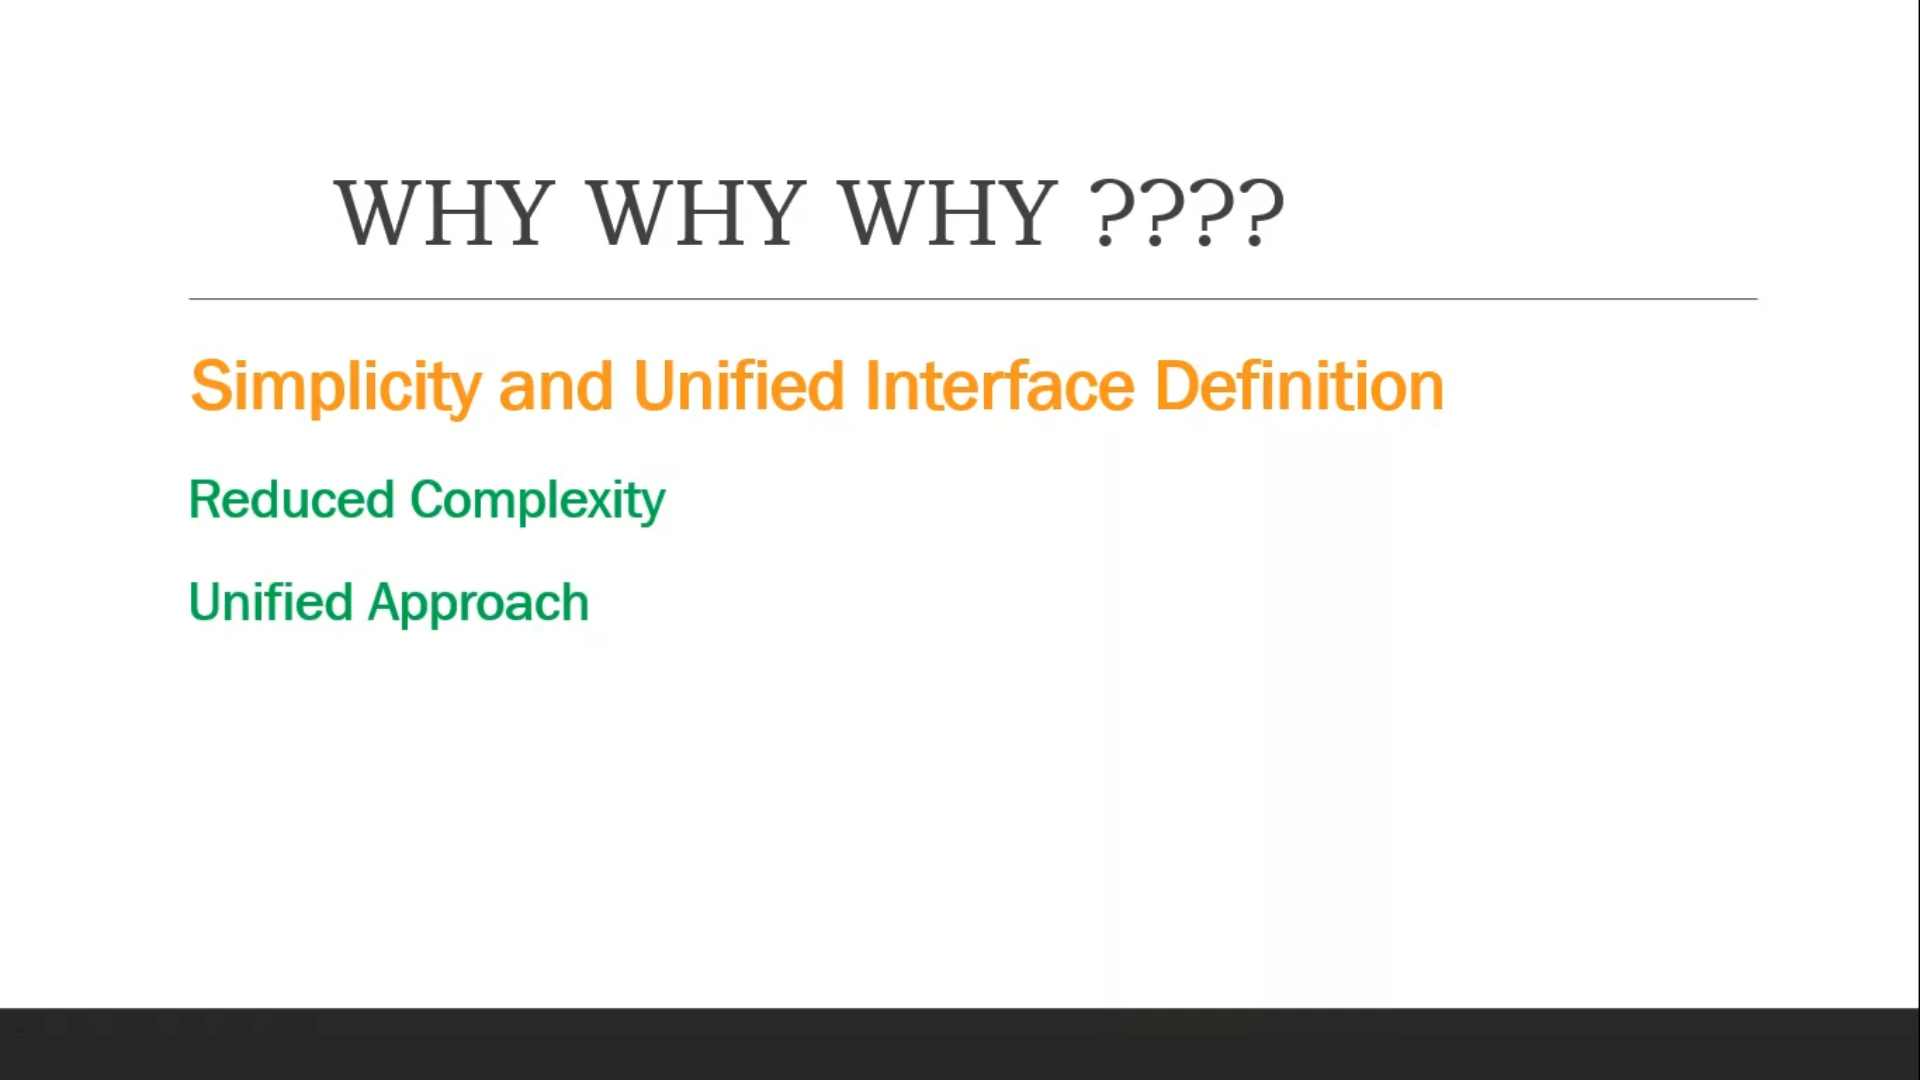 WHY WHY WHY ????
Simplicity and Unified Interface Definition
Reduced Complexity
Unified Approach